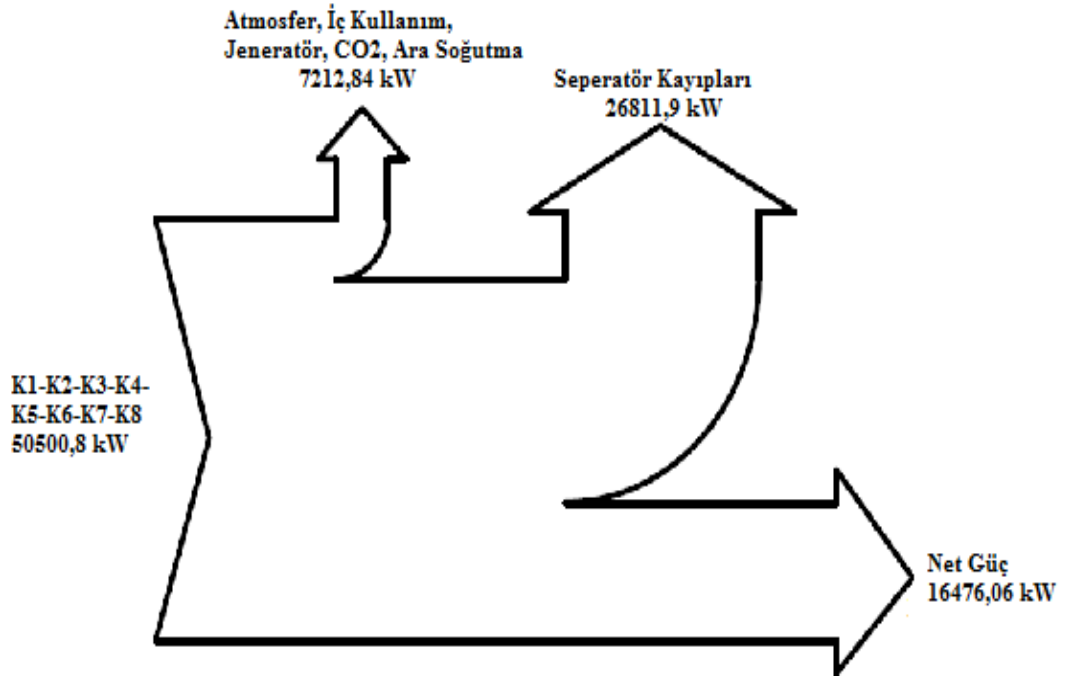 Atmosfer, İç Kullanım,
Jeneratör, CO2, Ara Soğutma
7212,84 kW
Seperatör Kayıpları
26811,9 kW
K1-K2-K3-K4-
K5-K6-K7-K8
50500,8 kW
Net Güç
16476,06 kW